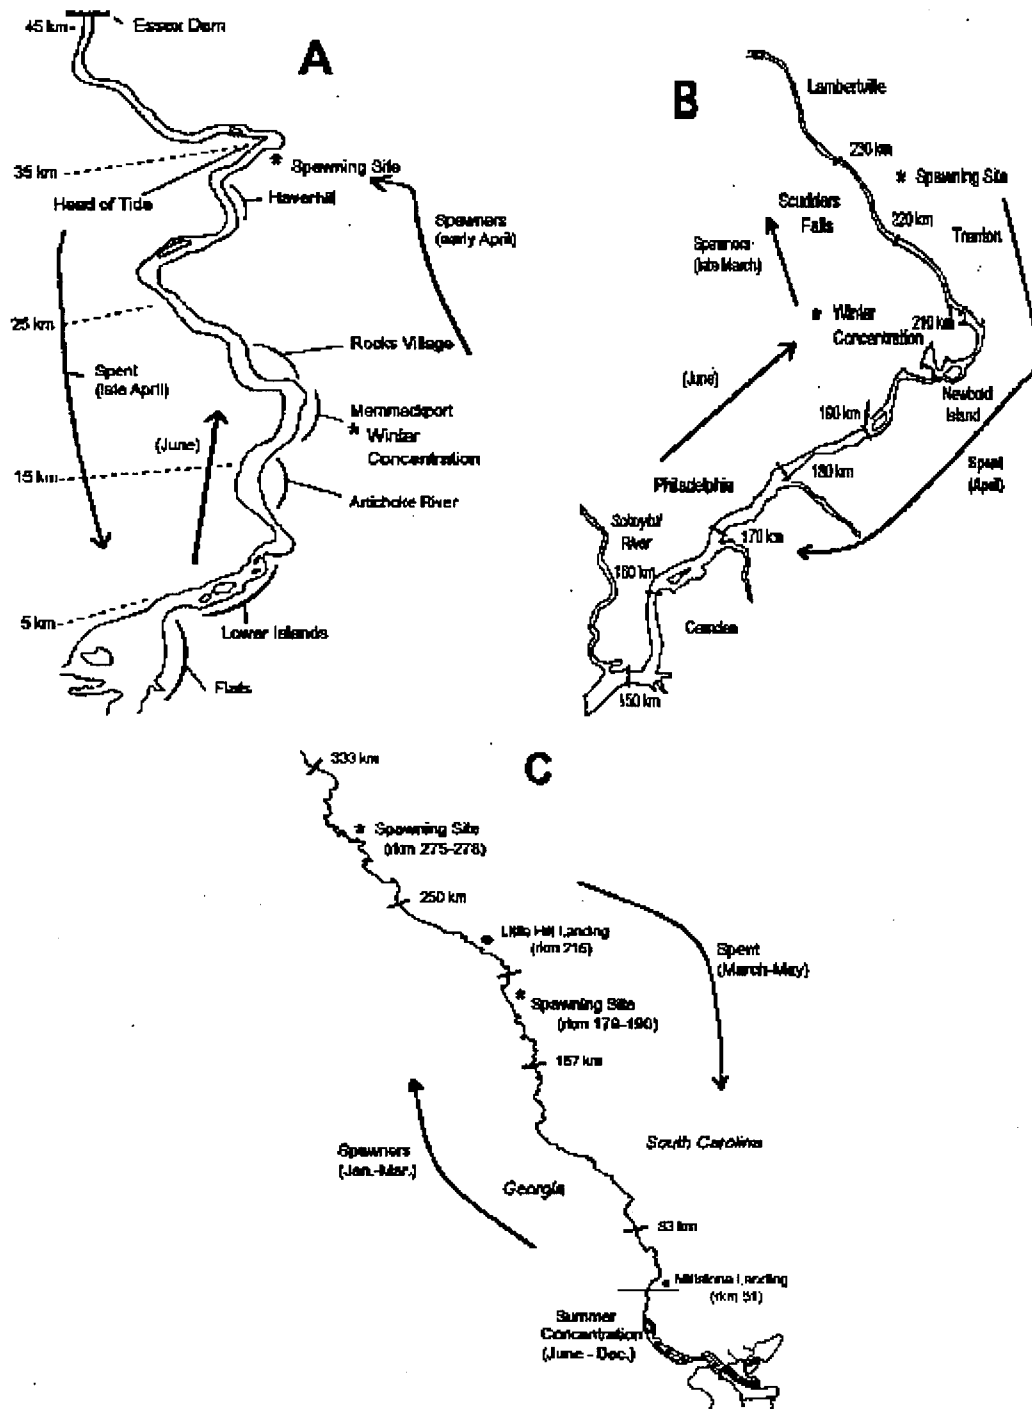 45 km
Essex Dam
A
35 km
* Spawning Site
Head of Tide
Haverhill
Spawners
(early April)
25 km
Rocks Village
Spent
(late April)
(June)
Merrimackport
* Winter
Concentration
15 km
Artichoke River
5 km
Lower Islands
Flats
B
Lambertville
230 km
* Spawning Site
Scudders
Falls
220 km
Trenton
Spawners
(late March)
* Winter
Concentration
210 km
(June)
Newbold
Island
190 km
180 km
Spent
(April)
Philadelphia
River
170 km
160 km
Camden
150 km
C
333 km
* Spawning Site
(rkm 275-278)
250 km
Little Hell Landing
(rkm 215)
* Spawning Site
(rkm 179-190)
Spent
(March-May)
167 km
South Carolina
Spawners
(Jan.-Mar.)
Georgia
83 km
Millstone Landing
(rkm 51)
Summer
Concentration
(June - Dec.)